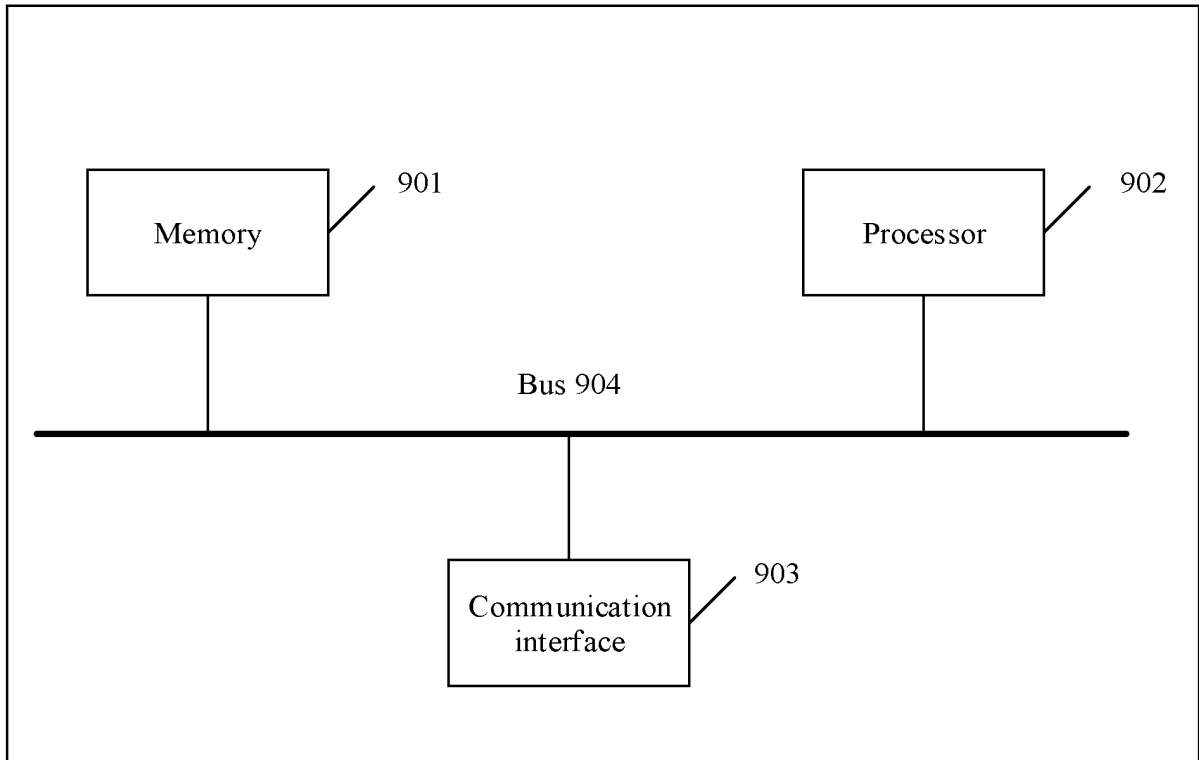 901
902
Memory
Processor
Bus 904
903
Communication
interface